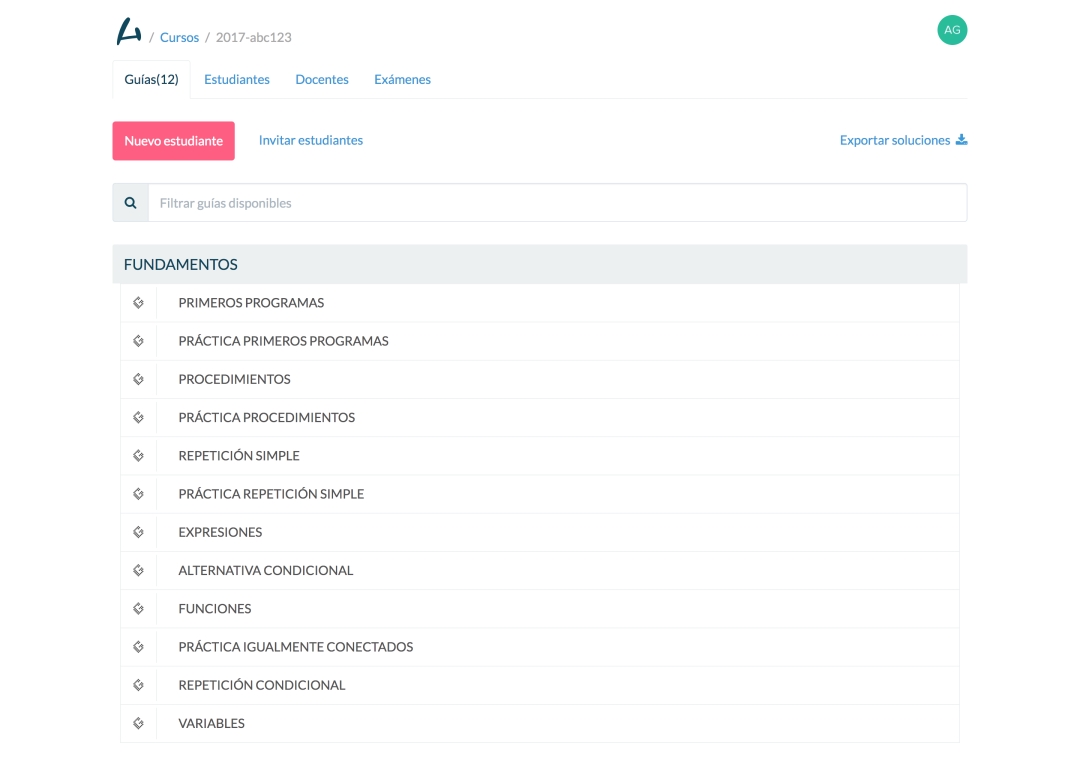 / Cursos / 2017-abc123
AG
Guías(12) Estudiantes Docentes Exámenes
Nuevo estudiante Invitar estudiantes Exportar soluciones
Filtrar guías disponibles
FUNDAMENTOS
PRIMEROS PROGRAMAS
PRÁCTICA PRIMEROS PROGRAMAS
PROCEDIMIENTOS
PRÁCTICA PROCEDIMIENTOS
REPETICIÓN SIMPLE
PRÁCTICA REPETICIÓN SIMPLE
EXPRESIONES
ALTERNATIVA CONDICIONAL
FUNCIONES
PRÁCTICA IGUALMENTE CONECTADOS
REPETICIÓN CONDICIONAL
VARIABLES